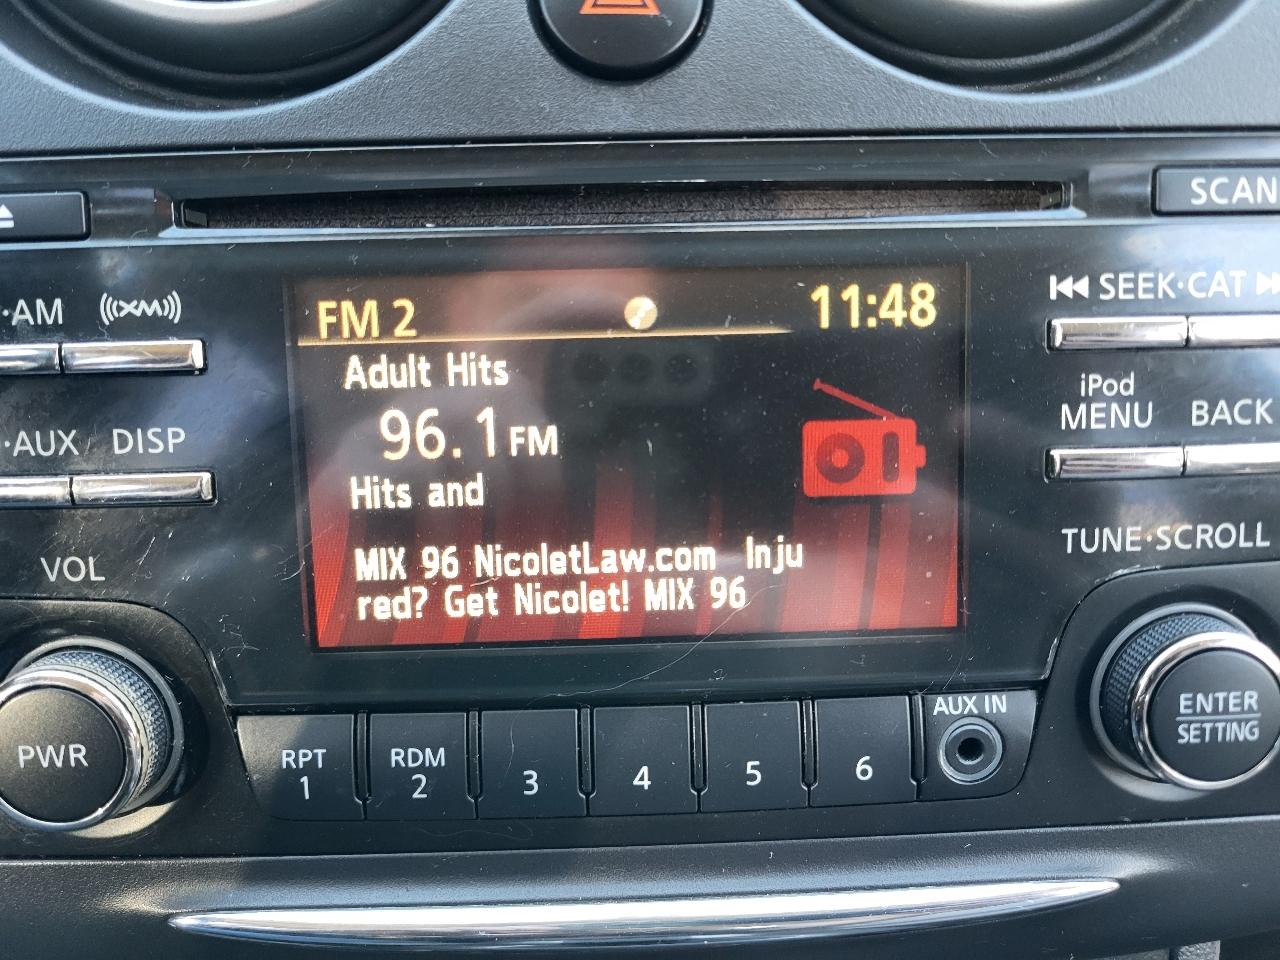 SCAN
FM 2 11:48
·AM XM SEEK·CAT
Adult Hits
iPod
96.1 FM MENU BACK
·AUX DISP
Hits and
TUNE·SCROLL
MIX 96 NicoletLaw.com Inju
VOL
red? Get Nicolet! MIX 96
ENTER
SETTING
AUX IN
PWR
RPT RDM
1 2 3 4 5 6